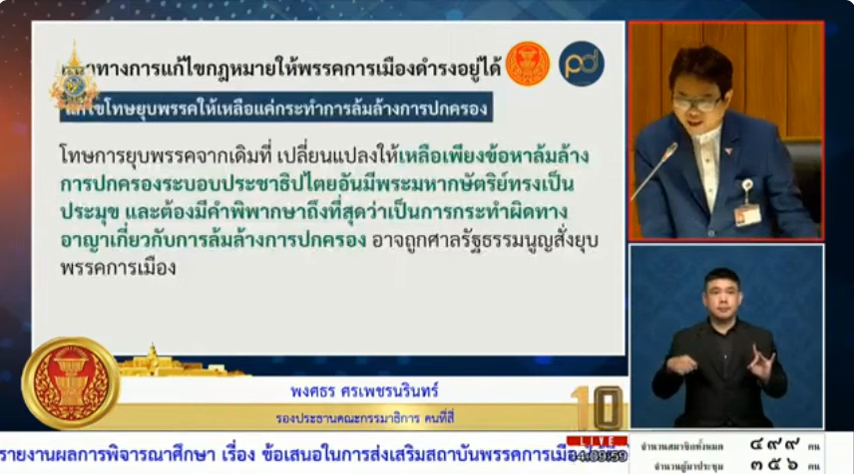 ทางการแก้ไขกฎหมายให้พรรคการเมืองดำรงอยู่ได้
แก้ไขโทษยุบพรรคให้เหลือแค่กระทำการล้มล้างการปกครอง
โทษการยุบพรรคจากเดิมที่ เปลี่ยนแปลงให้เหลือเพียงข้อหาล้มล้าง
การปกครองระบอบประชาธิปไตยอันมีพระมหากษัตริย์ทรงเป็น
ประมุข และต้องมีคำพิพากษาถึงที่สุดว่าเป็นการกระทำผิดทาง
อาญาเกี่ยวกับการล้มล้างการปกครอง อาจถูกศาลรัฐธรรมนูญสั่งยุบ
พรรคการเมือง
pd
พงศธร ศรเพชรนรินทร์
รองประธานคณะกรรมาธิการ คนที่สี่
10
LIVE
14:09:59
รายงานผลการพิจารณาศึกษา เรื่อง ข้อเสนอในการส่งเสริมสถาบันพรรคการเมือง
จำนวนสมาชิกทั้งหมด ๔๙๙ คน
จำนวนผู้มาประชุม ๓๕๖ คน